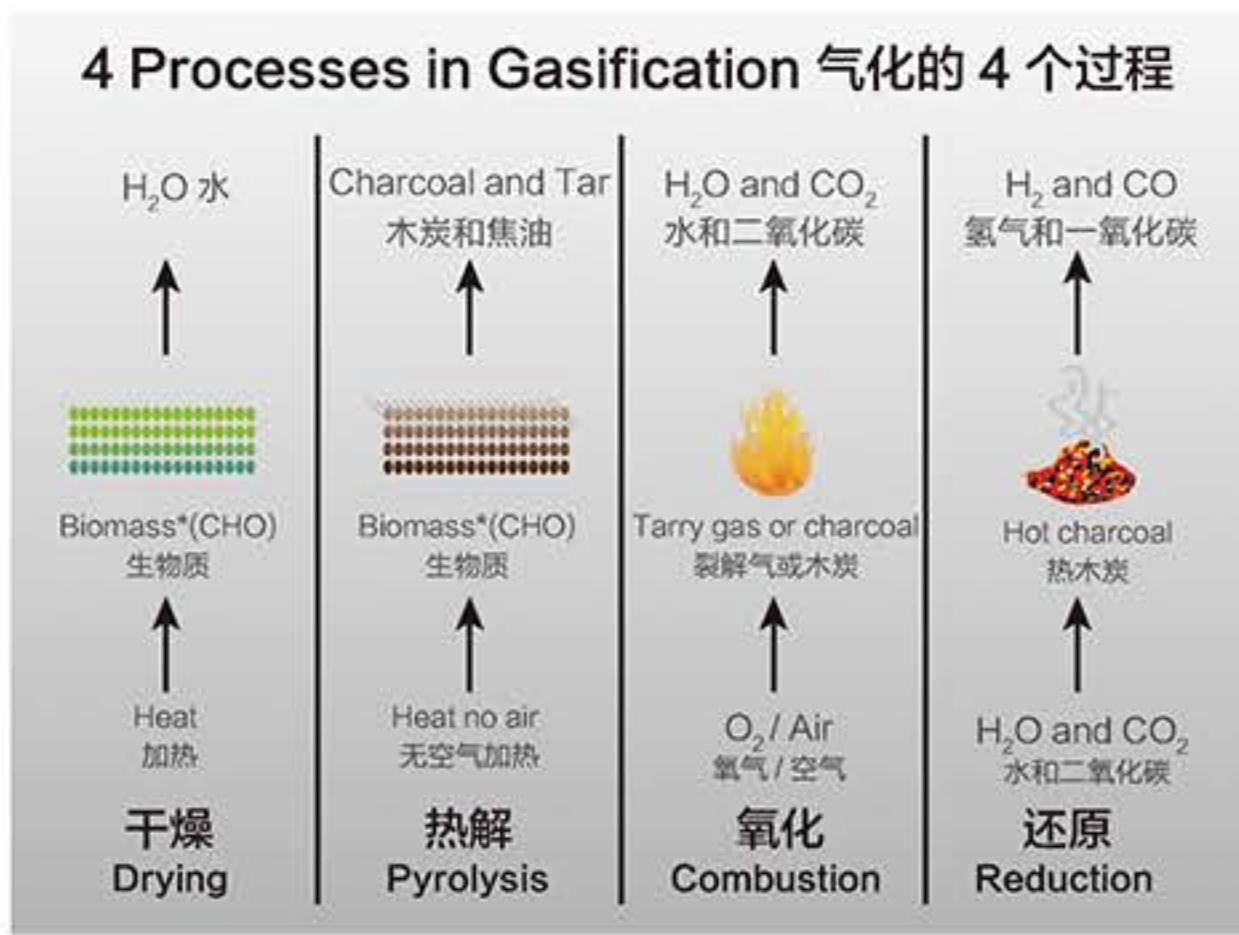 4 Processes in Gasification 气化的 4 个过程
H₂O 水
Biomass*(CHO)
生物质
Heat
加热
干燥
Drying
Charcoal and Tar
木炭和焦油
Biomass*(CHO)
生物质
Heat no air
无空气加热
热解
Pyrolysis
H₂O and CO₂
水和二氧化碳
Tarry gas or charcoal
裂解气或木炭
O₂ / Air
氧气 / 空气
氧化
Combustion
H₂ and CO
氢气和一氧化碳
Hot charcoal
热木炭
H₂O and CO₂
水和二氧化碳
还原
Reduction